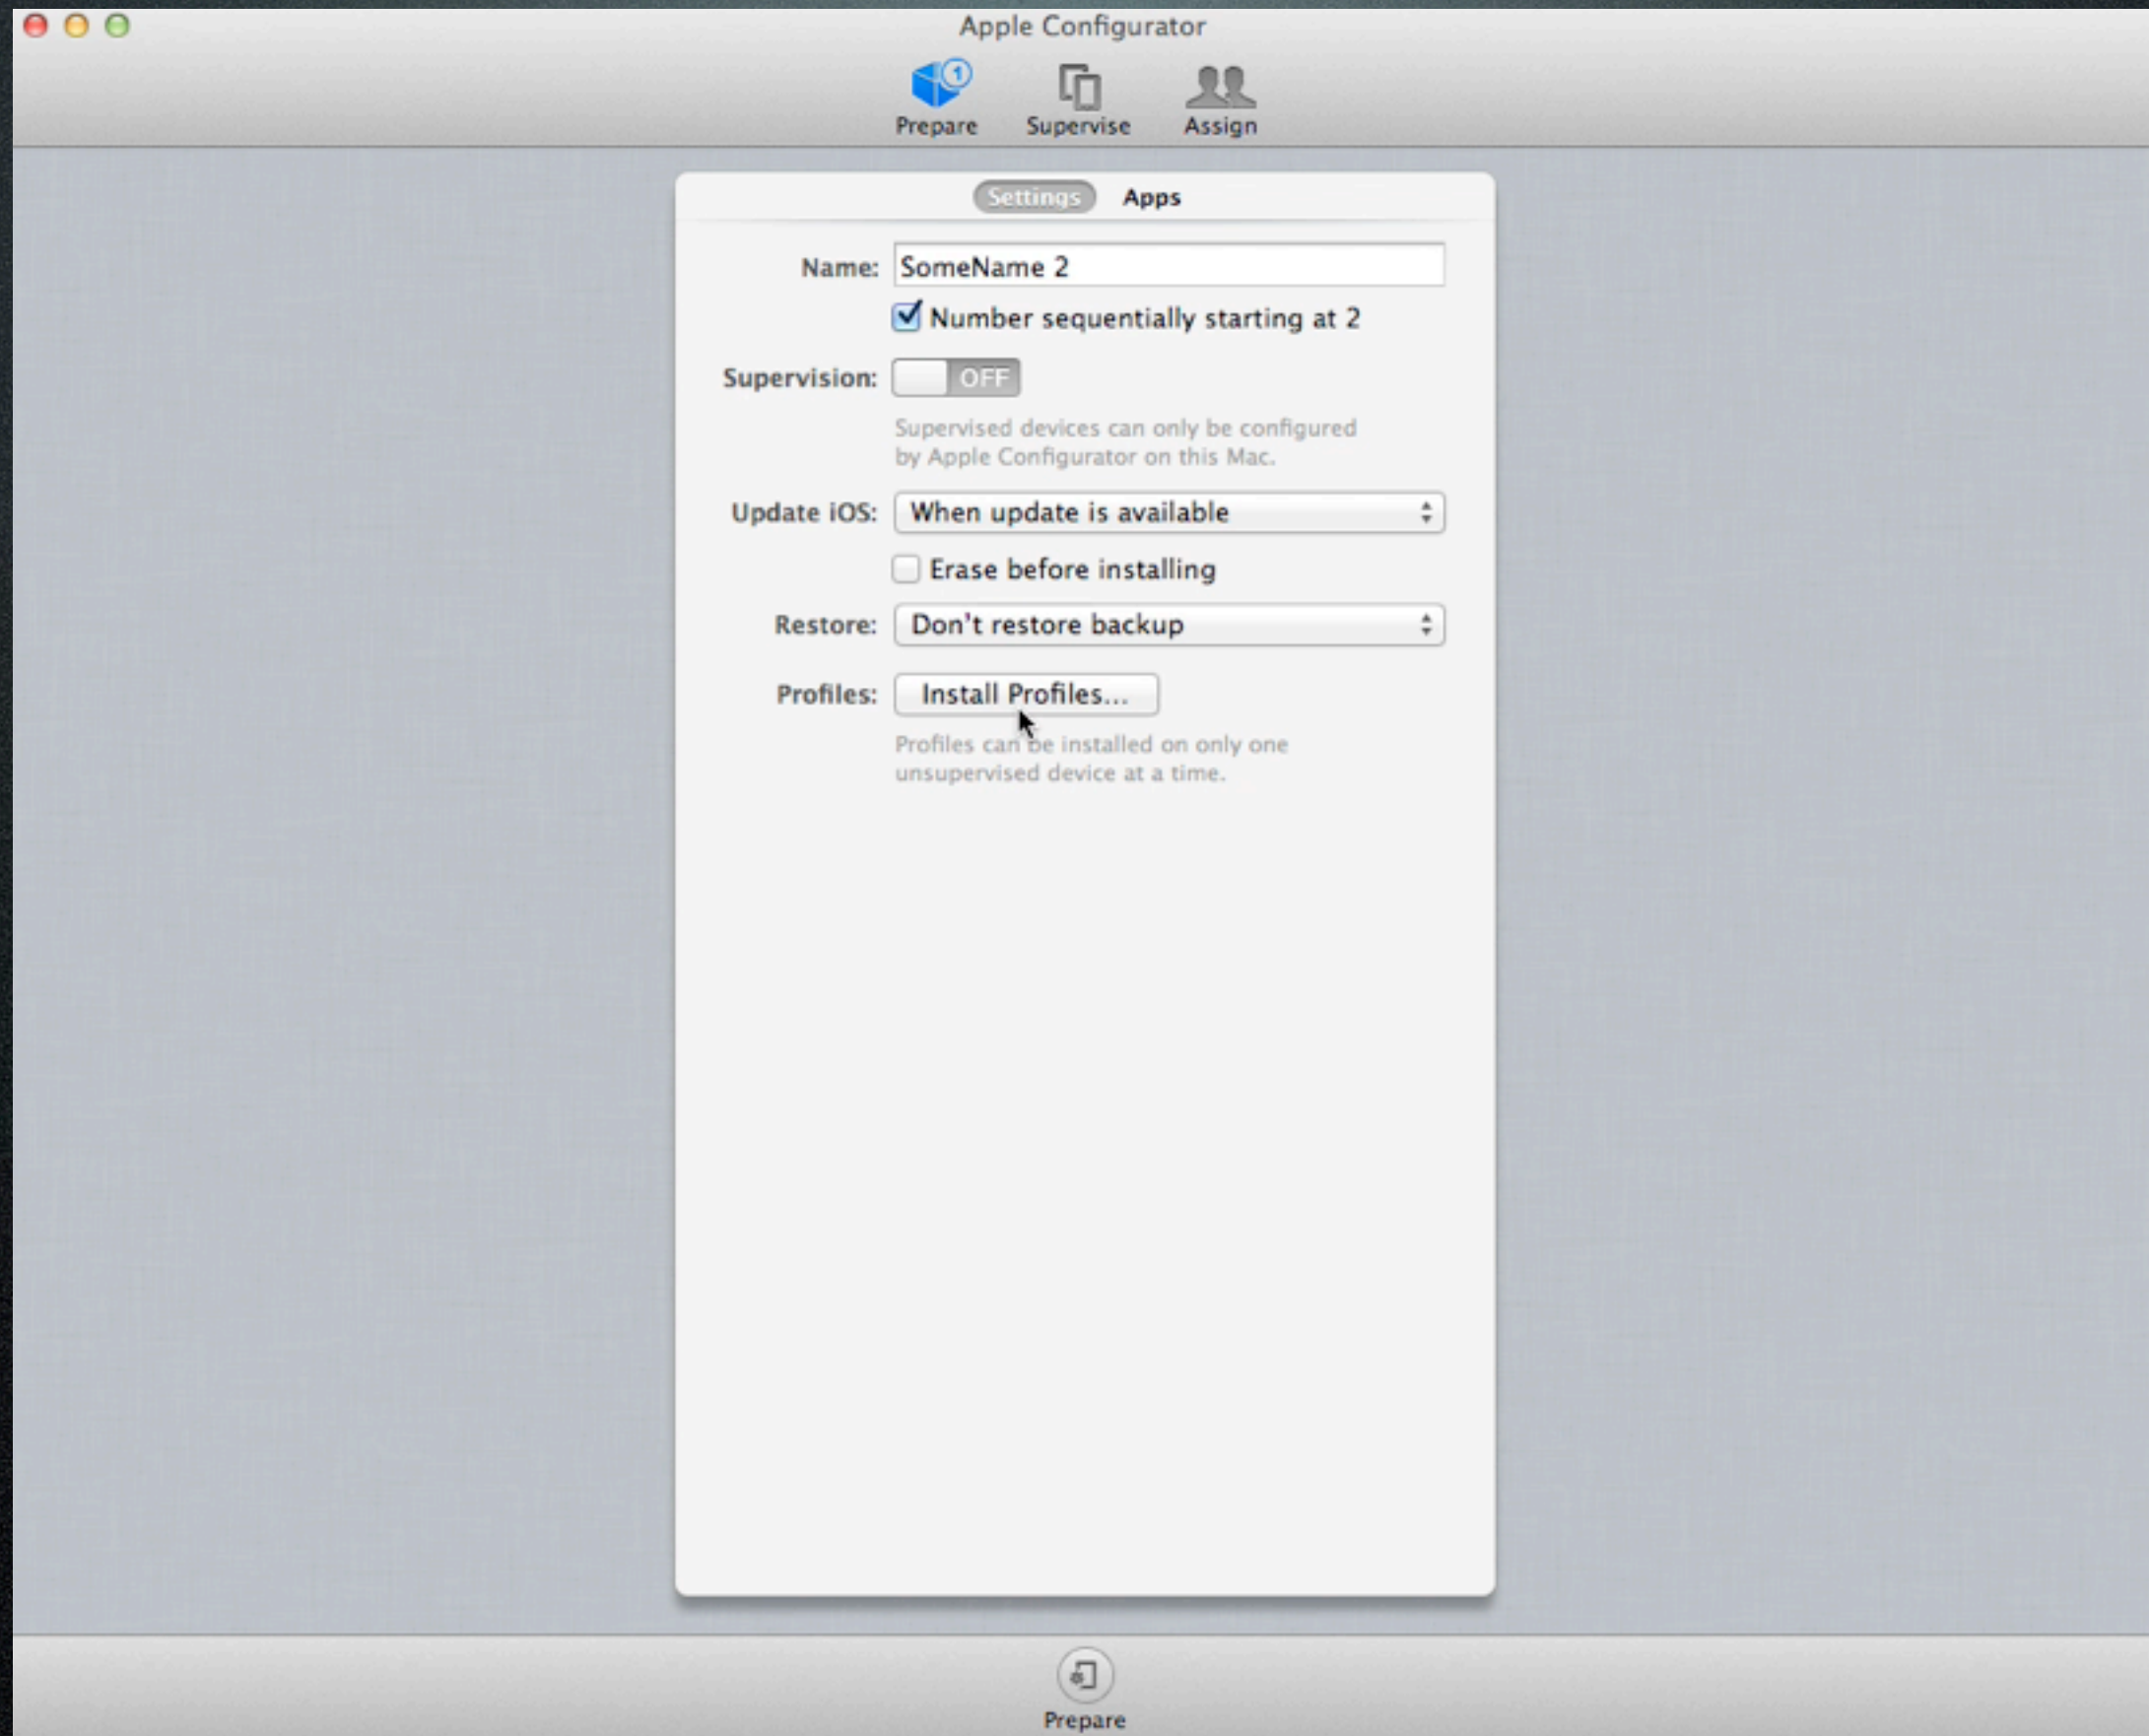 Apple Configurator
1
Prepare Supervise Assign
Settings Apps
Name: SomeName 2
Number sequentially starting at 2
Supervision: OFF
Supervised devices can only be configured
by Apple Configurator on this Mac.
Update iOS: When update is available
Erase before installing
Restore: Don't restore backup
Profiles: Install Profiles...
Profiles can be installed on only one
unsupervised device at a time.
Prepare